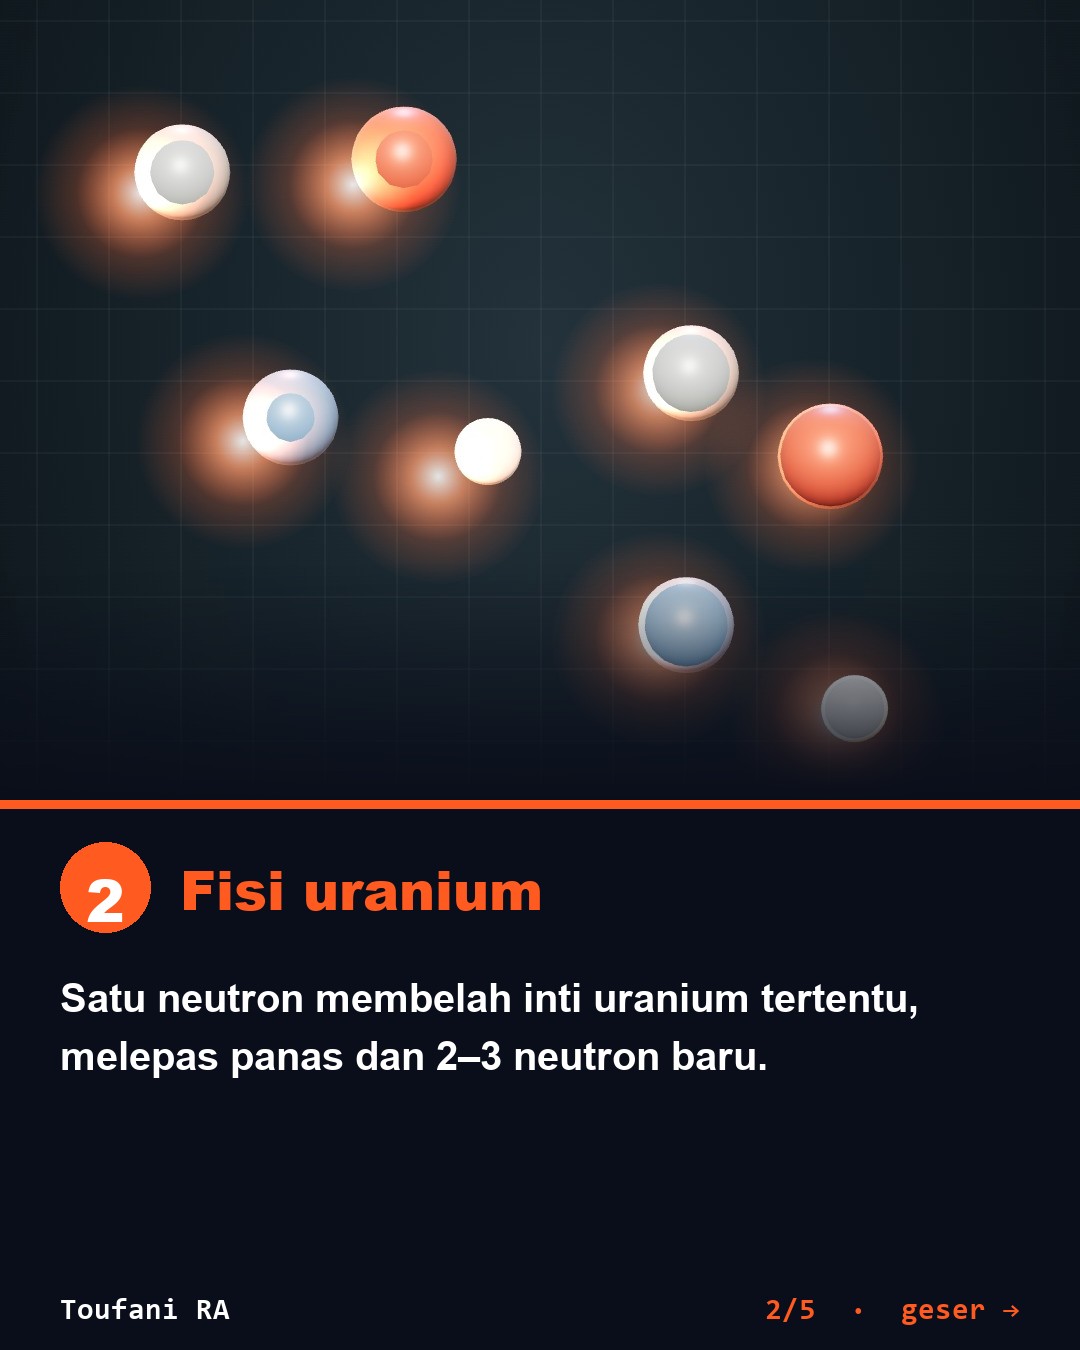 2 Fisi uranium
Satu neutron membelah inti uranium tertentu,
melepas panas dan 2–3 neutron baru.
Toufani RA 2/5 · geser →